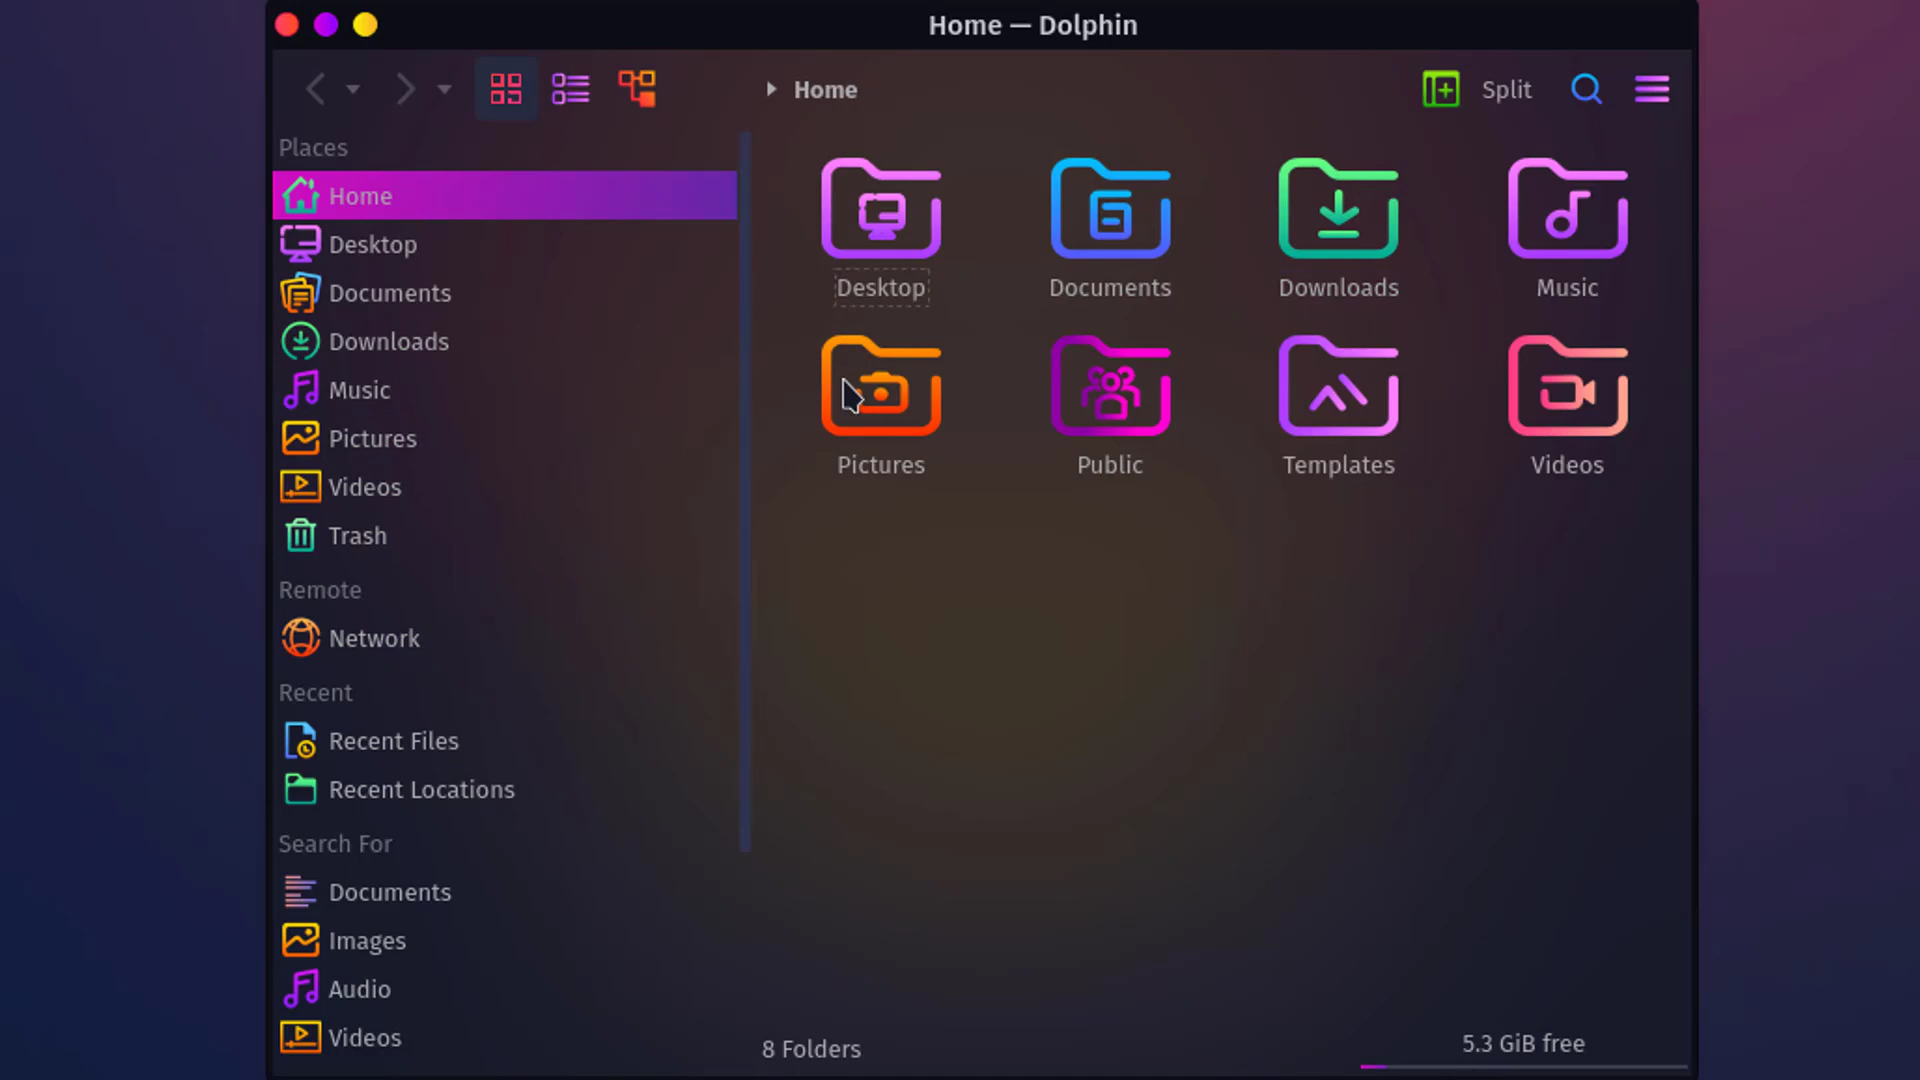 Home — Dolphin
Home
Split
Places
Home
Desktop
Documents
Downloads
Music
Pictures
Videos
Trash
Remote
Network
Recent
Recent Files
Recent Locations
Search For
Documents
Images
Audio
Videos
Desktop
Documents
Downloads
Music
Pictures
Public
Templates
Videos
8 Folders
5.3 GiB free